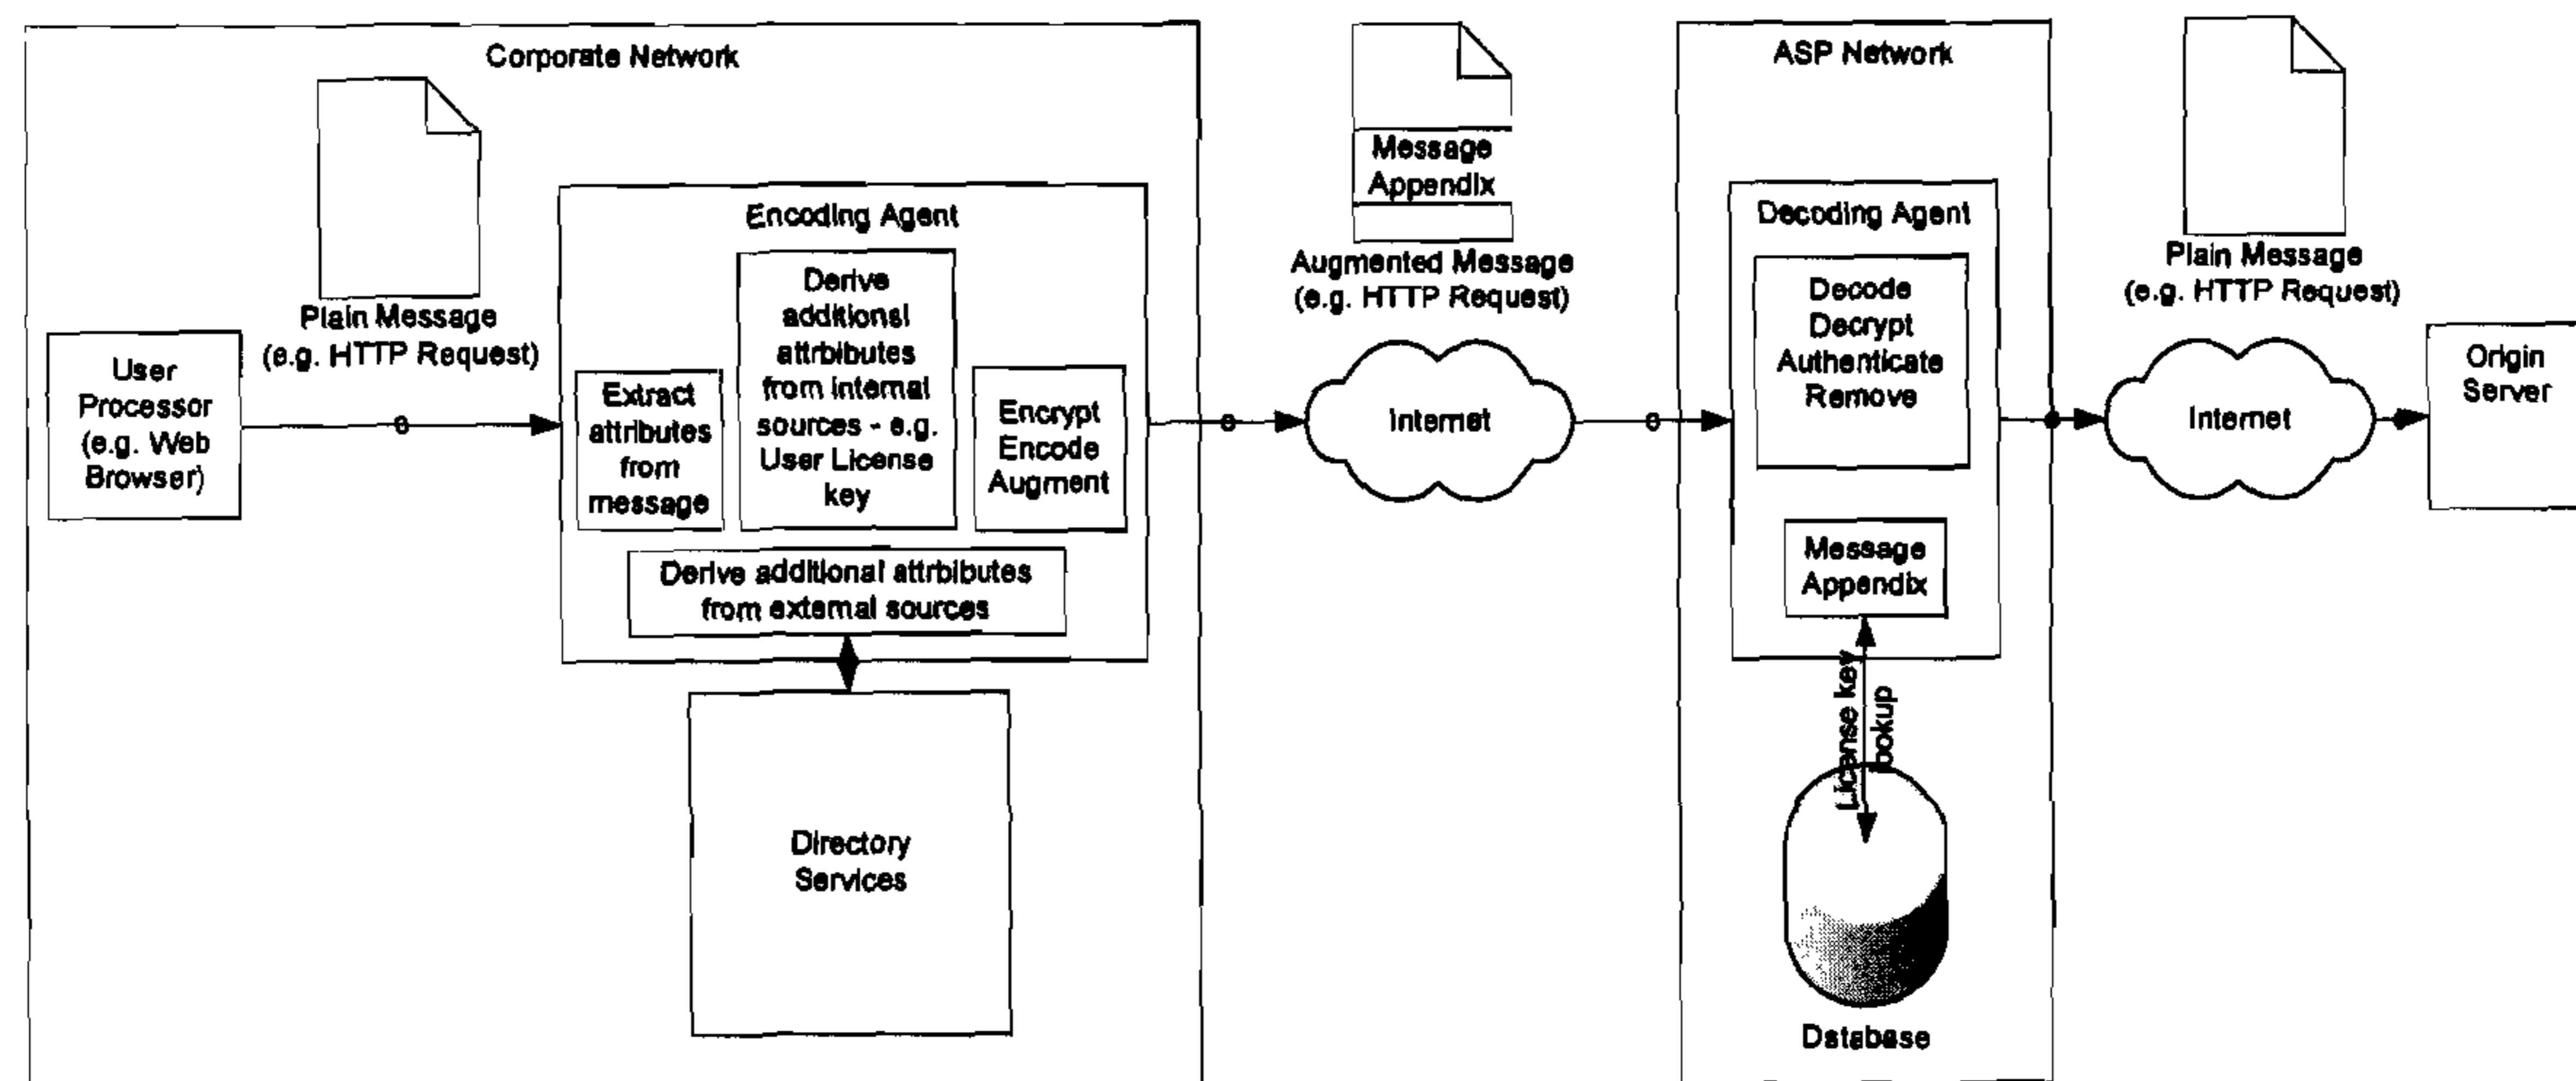 Corporate Network
Plain Message
(e.g. HTTP Request)
User
Processor
(e.g. Web
Browser)
Encoding Agent
Extract
attributes
from
message
Derive
additional
attrbibutes
from internal
sources - e.g.
User License
key
Encrypt
Encode
Augment
Derive additional attrbibutes
from external sources
Directory
Services
Message
Appendix
Augmented Message
(e.g. HTTP Request)
Internet
ASP Network
Decoding Agent
Decode
Decrypt
Authenticate
Remove
Message
Appendix
License key
lookup
Database
Plain Message
(e.g. HTTP Request)
Internet
Origin
Server